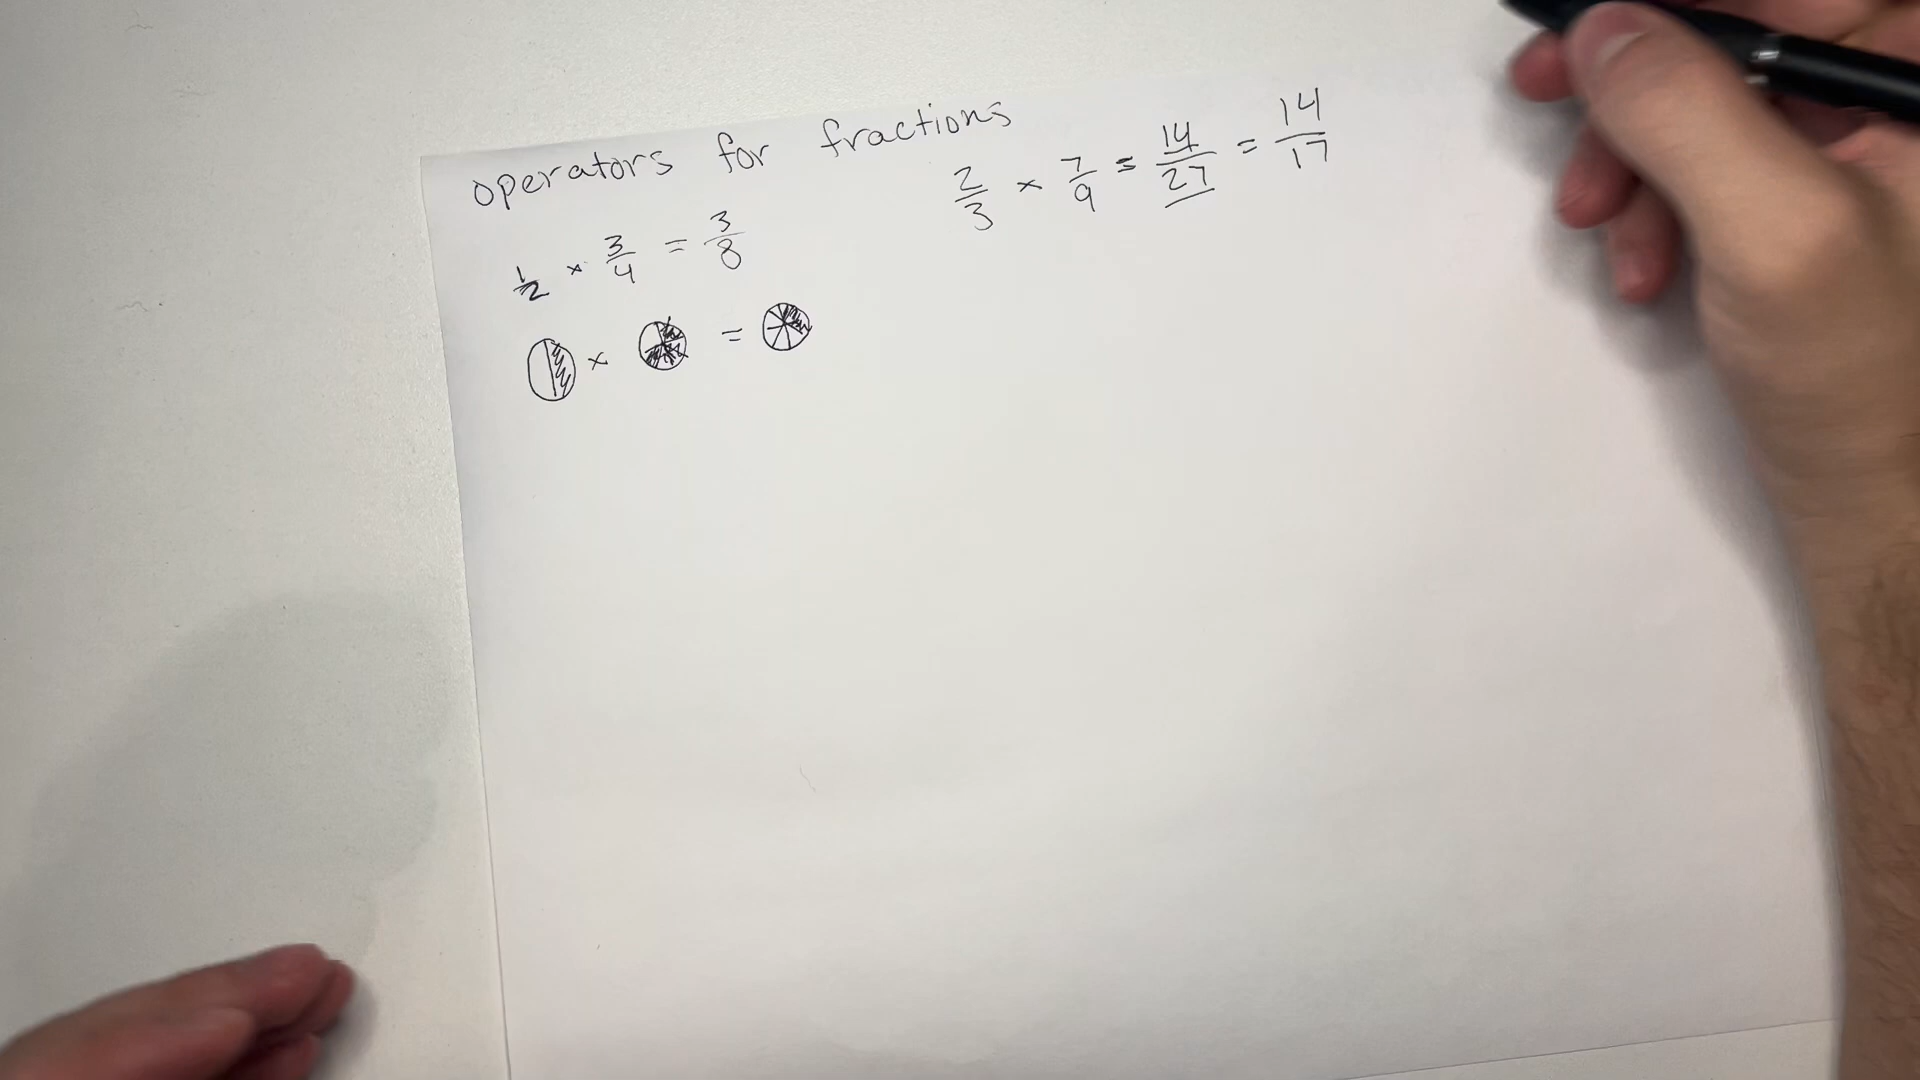 operators for fractions
1/2 × 3/4 = 3/8
× =
2/3 × 7/9 = 14/27 = 14/17